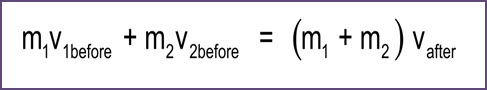 m₁v₁before + m₂v₂before = (m₁ + m₂) vafter